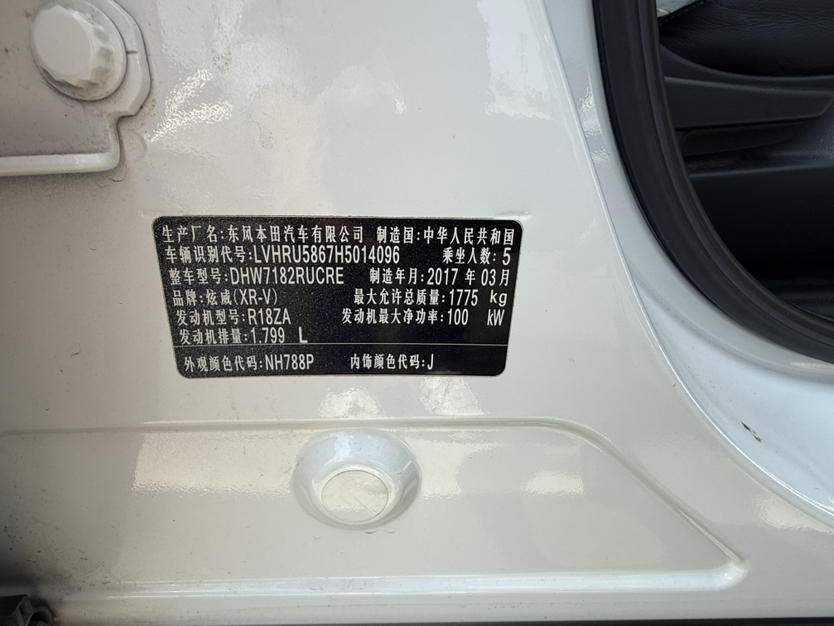 生产厂名:东风本田汽车有限公司 制造国:中华人民共和国
车辆识别代号:LVHRU5867H5014096 乘坐人数:5
整车型号:DHW7182RUCRE 制造年月:2017 年 03 月
品牌:炫威(XR-V) 最大允许总质量:1775 kg
发动机型号:R18ZA 发动机最大净功率:100 kW
发动机排量:1.799 L
外观颜色代码:NH788P 内饰颜色代码:J